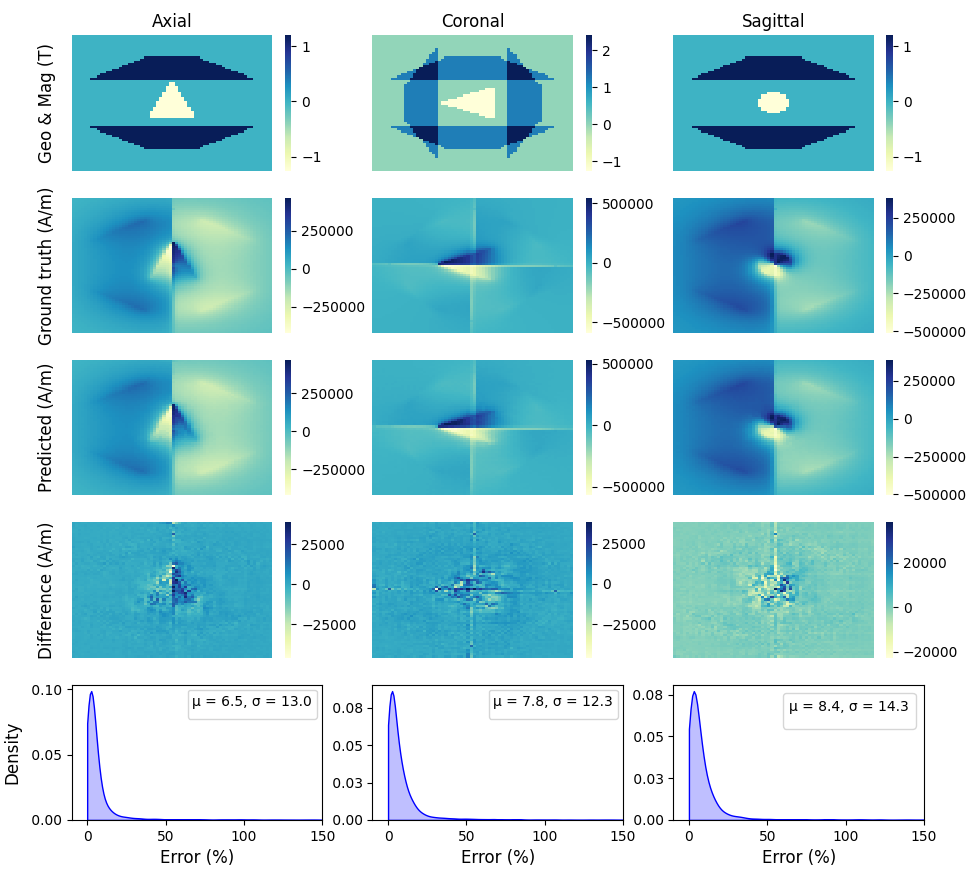 Axial
Coronal
Sagittal
Geo & Mag (T)
1
0
−1
2
1
0
−1
1
0
−1
Ground truth (A/m)
250000
0
−250000
500000
0
−500000
250000
0
−250000
−500000
Predicted (A/m)
250000
0
−250000
500000
0
−500000
250000
0
−250000
−500000
Difference (A/m)
25000
0
−25000
25000
0
−25000
20000
0
−20000
Density
0.10
0.05
0.00
μ = 6.5, σ = 13.0
0 50 100 150
Error (%)
0.08
0.05
0.03
0.00
μ = 7.8, σ = 12.3
0 50 100 150
Error (%)
0.08
0.05
0.03
0.00
μ = 8.4, σ = 14.3
0 50 100 150
Error (%)